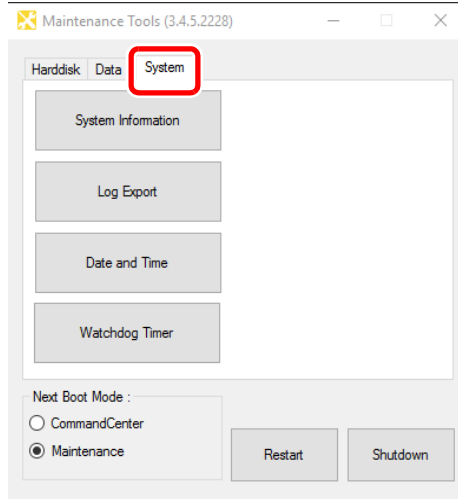 Maintenance Tools (3.4.5.2228)
Harddisk Data System
System Information
Log Export
Date and Time
Watchdog Timer
Next Boot Mode :
CommandCenter
Maintenance
Restart Shutdown